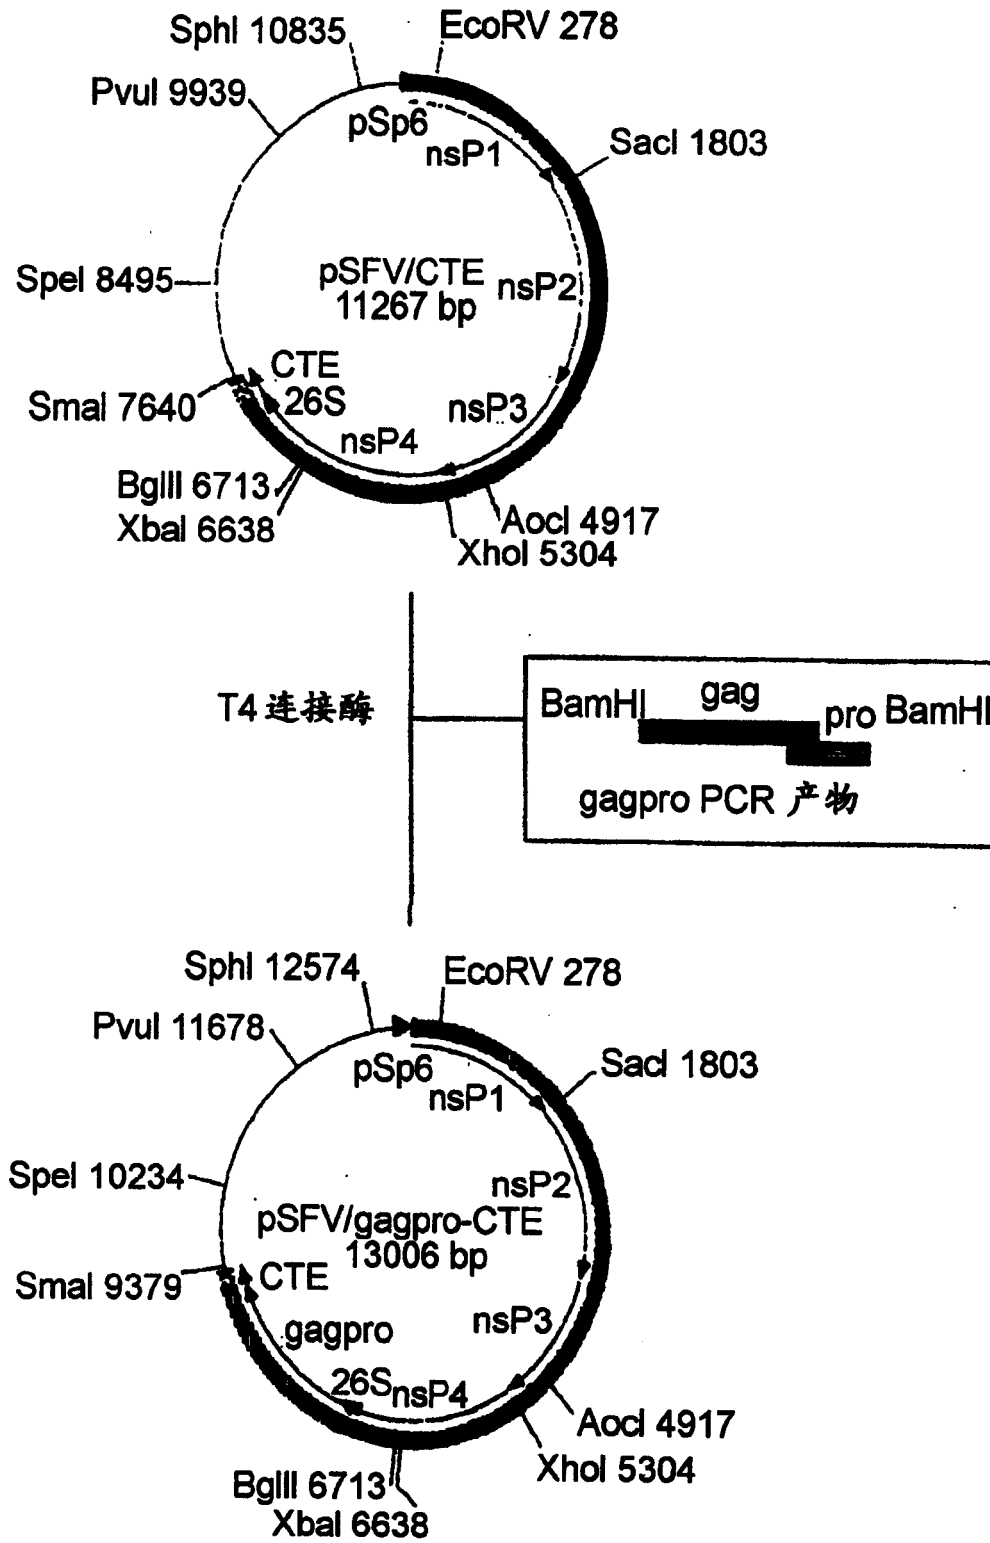 SphI 10835
EcoRV 278
PvuI 9939
pSp6
nsP1
SacI 1803
SpeI 8495
pSFV/CTE
11267 bp
nsP2
CTE
SmaI 7640
26S
nsP3
nsP4
BglII 6713
XbaI 6638
AocI 4917
XhoI 5304
T4 连接酶
BamHI
gag
pro
BamHI
gagpro PCR 产物
SphI 12574
EcoRV 278
PvuI 11678
pSp6
nsP1
SacI 1803
SpeI 10234
nsP2
pSFV/gagpro-CTE
13006 bp
SmaI 9379
CTE
gagpro
nsP3
26S
nsP4
AocI 4917
XhoI 5304
BglII 6713
XbaI 6638